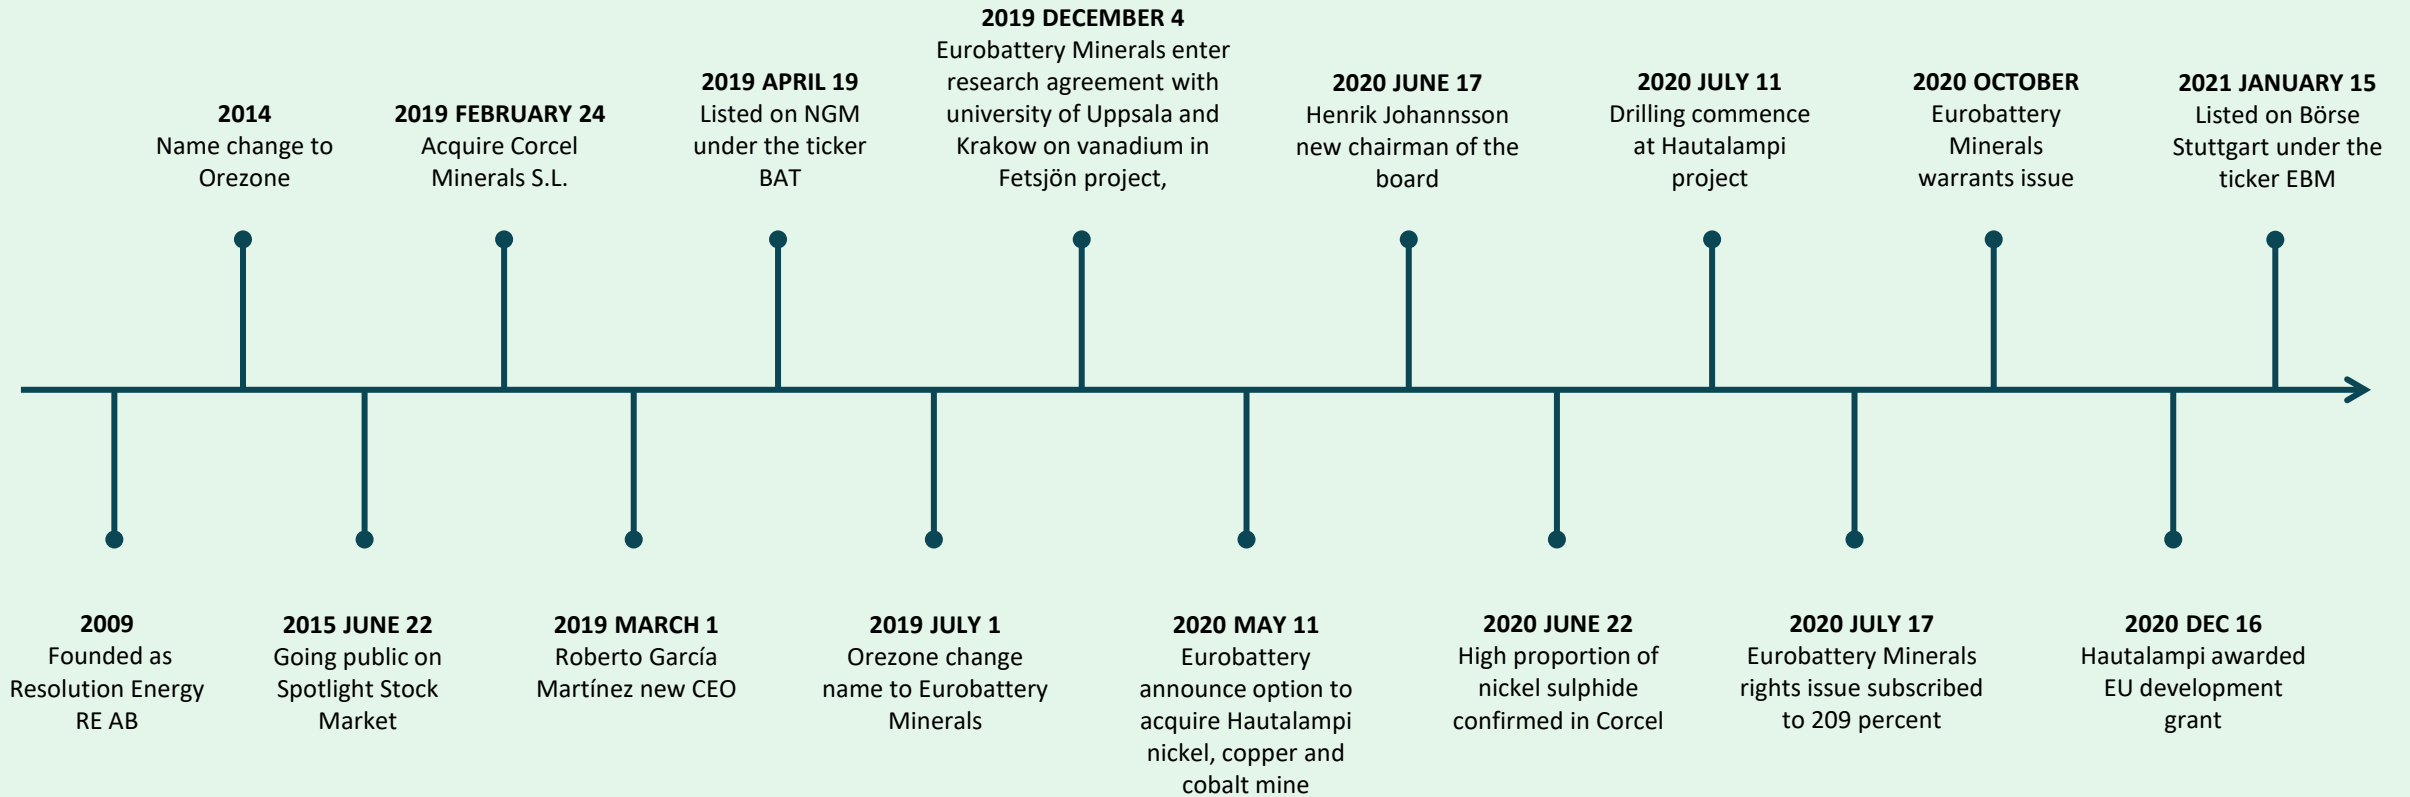 2019 DECEMBER 4
Eurobattery Minerals enter
research agreement with
university of Uppsala and
Krakow on vanadium in
Fetsjön project,
2014
Name change to
Orezone
2019 FEBRUARY 24
Acquire Corcel
Minerals S.L.
2019 APRIL 19
Listed on NGM
under the ticker
BAT
2020 JUNE 17
Henrik Johannsson
new chairman of the
board
2020 JULY 11
Drilling commence
at Hautalampi
project
2020 OCTOBER
Eurobattery
Minerals
warrants issue
2021 JANUARY 15
Listed on Börse
Stuttgart under the
ticker EBM
2009
Founded as
Resolution Energy
RE AB
2015 JUNE 22
Going public on
Spotlight Stock
Market
2019 MARCH 1
Roberto García
Martínez new CEO
2019 JULY 1
Orezone change
name to Eurobattery
Minerals
2020 MAY 11
Eurobattery
announce option to
acquire Hautalampi
nickel, copper and
cobalt mine
2020 JUNE 22
High proportion of
nickel sulphide
confirmed in Corcel
2020 JULY 17
Eurobattery Minerals
rights issue subscribed
to 209 percent
2020 DEC 16
Hautalampi awarded
EU development
grant